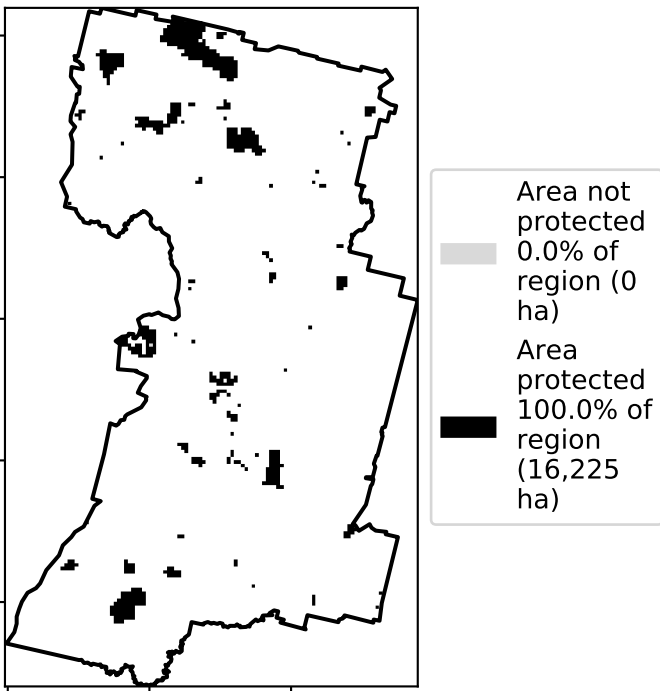 Area not
protected
0.0% of
region (0
ha)
Area
protected
100.0% of
region
(16,225
ha)